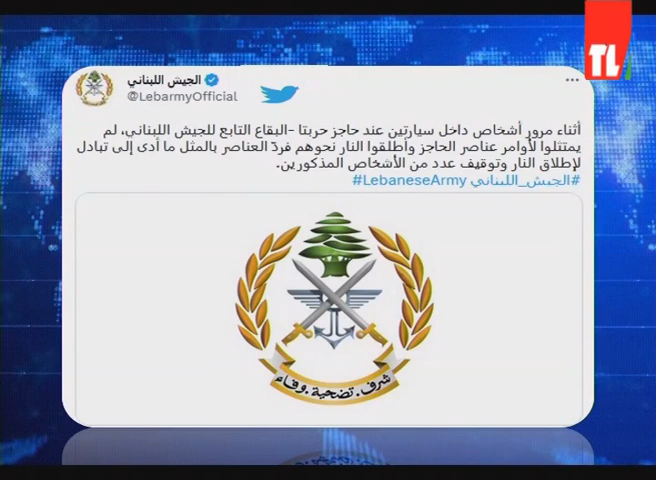 TL
الجيش اللبناني
@LebarmyOfficial
أثناء مرور أشخاص داخل سيارتين عند حاجز حربتا -البقاع التابع للجيش اللبناني، لم
يمتثلوا لأوامر عناصر الحاجز وأطلقوا النار نحوهم فردّ العناصر بالمثل ما أدى إلى تبادل
لإطلاق النار وتوقيف عدد من الأشخاص المذكورين.
#الجيش_اللبناني #LebaneseArmy
شرف.تضحية.وفاء